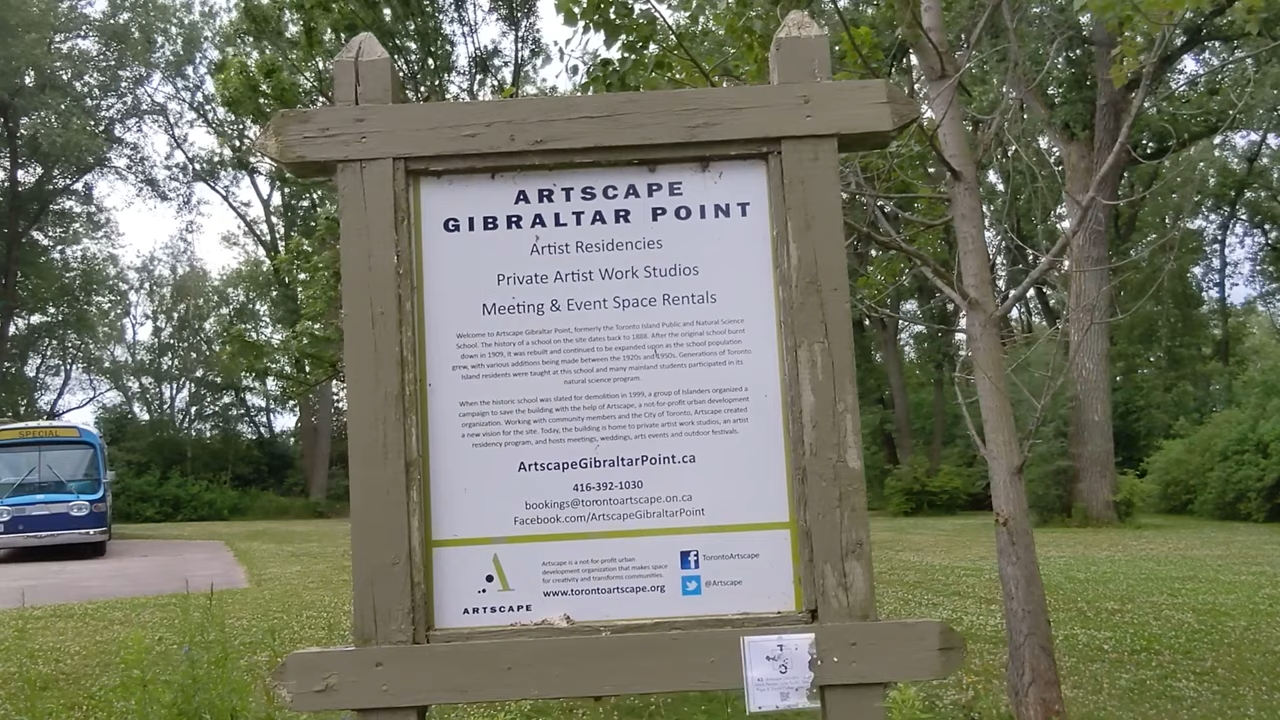 ARTSCAPE
GIBRALTAR POINT
Artist Residencies
Private Artist Work Studios
Meeting & Event Space Rentals
Welcome to Artscape Gibraltar Point, formerly the Toronto Island Public and Natural Science
School. The history of a school on the site dates back to 1888. After the original school burnt
down in 1909, it was rebuilt and continued to be expanded upon as the school population
grew, with various additions being made between the 1920s and 1950s. Generations of Toronto
Island residents were taught at this school and many mainland students participated in its
natural science program.
When the historic school was slated for demolition in 1999, a group of Islanders organized a
campaign to save the building with the help of Artscape, a not-for-profit urban development
organization. Working with community members and the City of Toronto, Artscape created
a new vision for the site. Today, the building is home to private artist work studios, an artist
residency program, and hosts meetings, weddings, arts events and outdoor festivals.
ArtscapeGibraltarPoint.ca
416-392-1030
bookings@torontoartscape.on.ca
Facebook.com/ArtscapeGibraltarPoint
ARTSCAPE
Artscape is a not-for-profit urban
development organization that makes space
for creativity and transforms communities.
www.torontoartscape.org
TorontoArtscape
@Artscape
SPECIAL